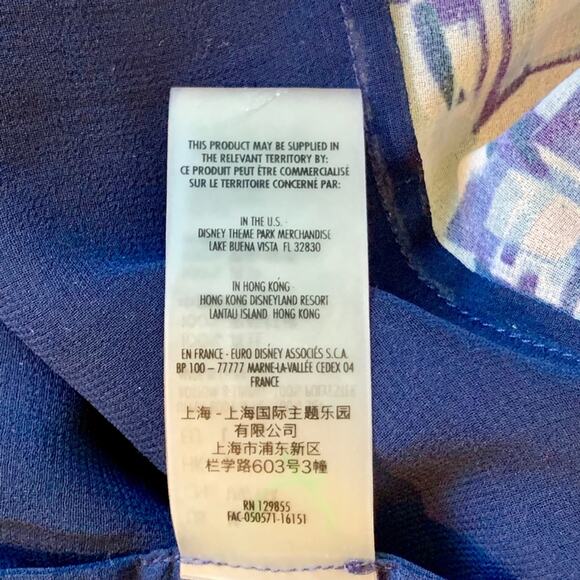 THIS PRODUCT MAY BE SUPPLIED IN
THE RELEVANT TERRITORY BY:
CE PRODUIT PEUT ÊTRE COMMERCIALISÉ
SUR LE TERRITOIRE CONCERNÉ PAR:
IN THE U.S. -
DISNEY THEME PARK MERCHANDISE
LAKE BUENA VISTA FL 32830
IN HONG KONG -
HONG KONG DISNEYLAND RESORT
LANTAU ISLAND, HONG KONG
EN FRANCE - EURO DISNEY ASSOCIÉS S.C.A.
BP 100 – 77777 MARNE-LA-VALLÉE CEDEX 04
FRANCE
上海 - 上海国际主题乐园
有限公司
上海市浦东新区
栏学路603号3幢
RN 129855
FAC-050571-16151